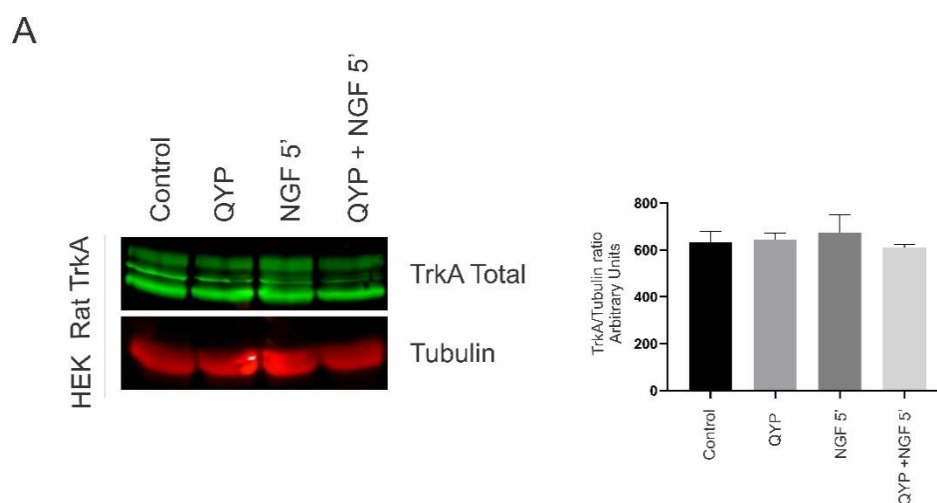 A
Control
QYP
NGF 5'
QYP + NGF 5'
HEK Rat TrkA
TrkA Total
Tubulin
TrkA/Tubulin ratio
Arbitrary Units
800
600
400
200
0
Control
QYP
NGF 5'
QYP +NGF 5'